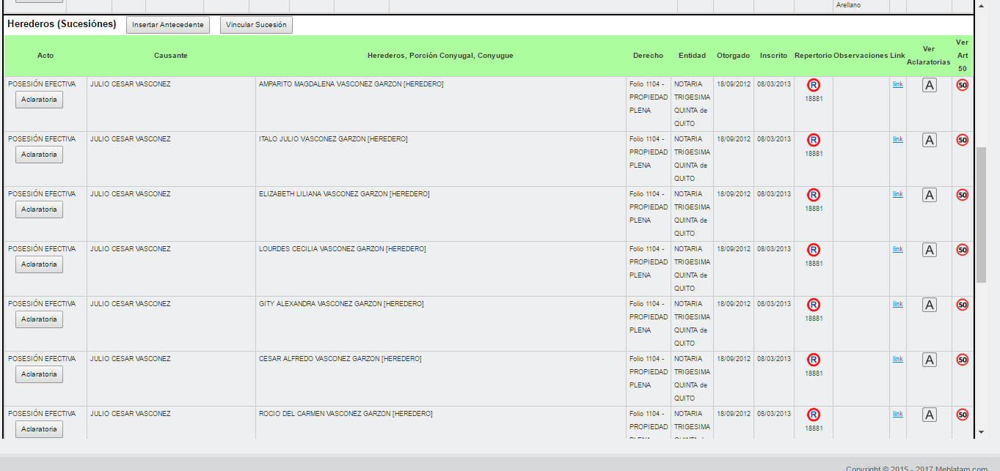 Arellano
Herederos (Sucesiónes) Insertar Antecedente Vincular Sucesión
Acto Causante Herederos, Porción Conyugal, Conyugue Derecho Entidad Otorgado Inscrito Repertorio Observaciones Link Ver Aclaratorias Ver Art 50
POSESIÓN EFECTIVA JULIO CESAR VASCONEZ AMPARITO MAGDALENA VASCONEZ GARZON [HEREDERO] Folio 1104 - NOTARIA 18/09/2012 08/03/2013 R link A 50
Aclaratoria PROPIEDAD TRIGESIMA 18881
PLENA QUINTA de
QUITO
POSESIÓN EFECTIVA JULIO CESAR VASCONEZ ITALO JULIO VASCONEZ GARZON [HEREDERO] Folio 1104 - NOTARIA 18/09/2012 08/03/2013 R link A 50
Aclaratoria PROPIEDAD TRIGESIMA 18881
PLENA QUINTA de
QUITO
POSESIÓN EFECTIVA JULIO CESAR VASCONEZ ELIZABETH LILIANA VASCONEZ GARZON [HEREDERO] Folio 1104 - NOTARIA 18/09/2012 08/03/2013 R link A 50
Aclaratoria PROPIEDAD TRIGESIMA 18881
PLENA QUINTA de
QUITO
POSESIÓN EFECTIVA JULIO CESAR VASCONEZ LOURDES CECILIA VASCONEZ GARZON [HEREDERO] Folio 1104 - NOTARIA 18/09/2012 08/03/2013 R link A 50
Aclaratoria PROPIEDAD TRIGESIMA 18881
PLENA QUINTA de
QUITO
POSESIÓN EFECTIVA JULIO CESAR VASCONEZ GITY ALEXANDRA VASCONEZ GARZON [HEREDERO] Folio 1104 - NOTARIA 18/09/2012 08/03/2013 R link A 50
Aclaratoria PROPIEDAD TRIGESIMA 18881
PLENA QUINTA de
QUITO
POSESIÓN EFECTIVA JULIO CESAR VASCONEZ CESAR ALFREDO VASCONEZ GARZON [HEREDERO] Folio 1104 - NOTARIA 18/09/2012 08/03/2013 R link A 50
Aclaratoria PROPIEDAD TRIGESIMA 18881
PLENA QUINTA de
QUITO
POSESIÓN EFECTIVA JULIO CESAR VASCONEZ ROCIO DEL CARMEN VASCONEZ GARZON [HEREDERO] Folio 1104 - NOTARIA 18/09/2012 08/03/2013 R link A 50
Aclaratoria PROPIEDAD TRIGESIMA 18881
Copyright © 2015 - 2017 Meblatam.com